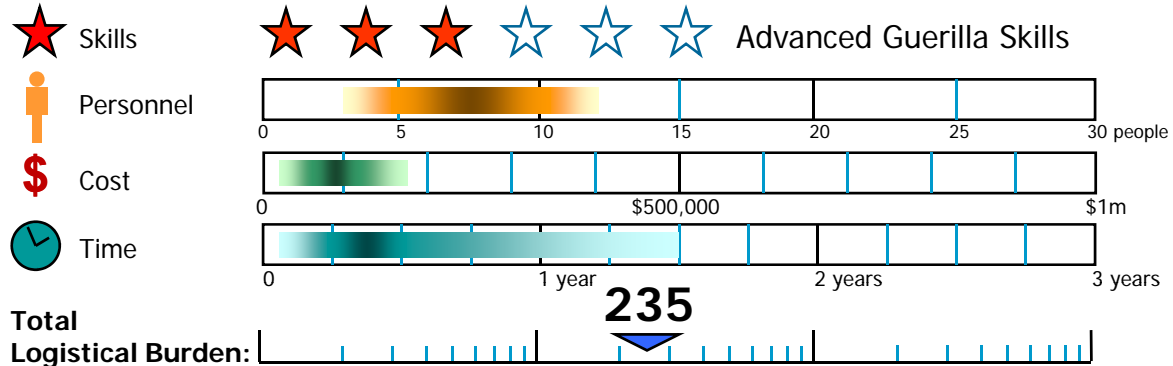 Skills
Advanced Guerilla Skills
Personnel
0 5 10 15 20 25 30 people
$ Cost
0 $500,000 $1m
Time
0 1 year 2 years 3 years
235
Total
Logistical Burden: